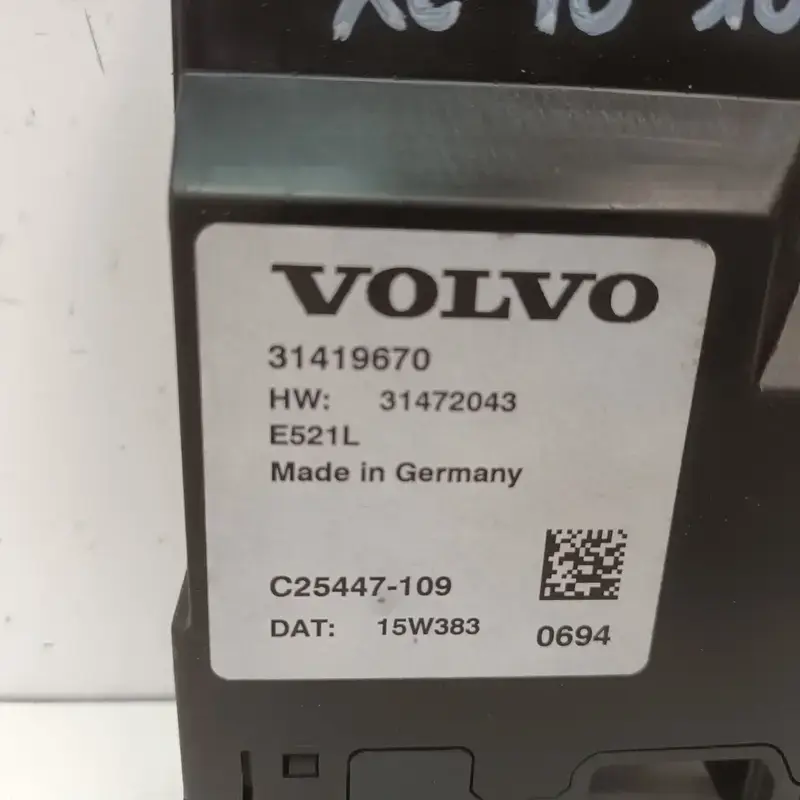 VOLVO
31419670
HW: 31472043
E521L
Made in Germany
C25447-109
DAT: 15W383
0694